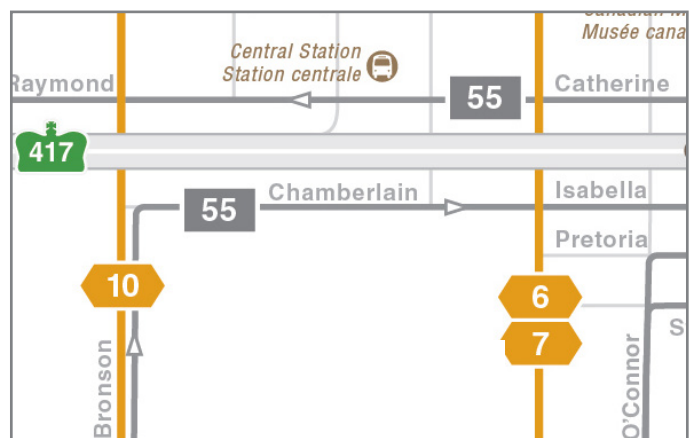 Musée cana
Central Station
Station centrale
Raymond
55
Catherine
417
55
Chamberlain
Isabella
Pretoria
10
6
7
S
Bronson
O'Connor